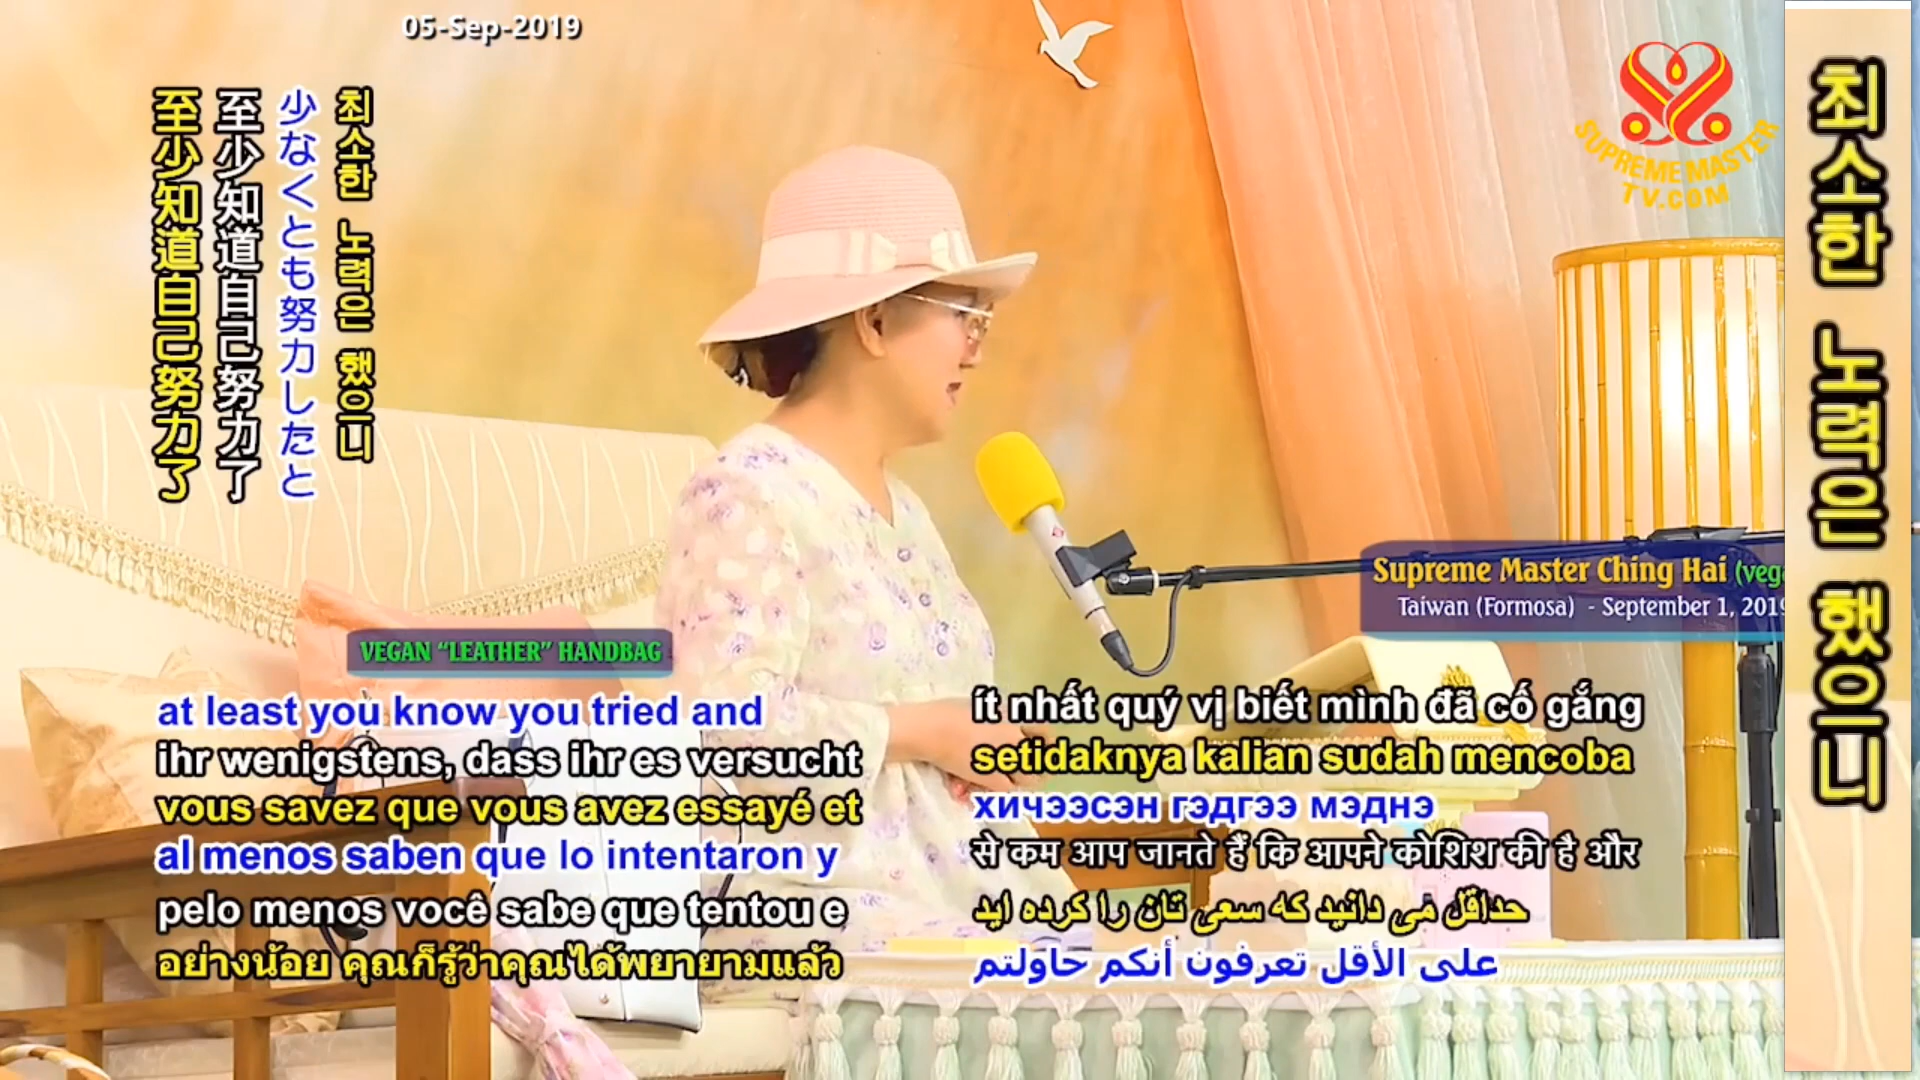 05-Sep-2019
至少知道自己努力了
至少知道自己努力了
少なくとも努力したと
최소한 노력은 했으니
SUPREME MASTER
TV.COM
최소한 노력은 했으니
Supreme Master Ching Hai (veg
Taiwan (Formosa) - September 1, 2019
VEGAN “LEATHER” HANDBAG
at least you know you tried and
ihr wenigstens, dass ihr es versucht
vous savez que vous avez essayé et
al menos saben que lo intentaron y
pelo menos você sabe que tentou e
อย่างน้อย คุณก็รู้ว่าคุณได้พยายามแล้ว
ít nhất quý vị biết mình đã cố gắng
setidaknya kalian sudah mencoba
хичээсэн гэдгээ мэднэ
से कम आप जानते हैं कि आपने कोशिश की है और
حداقل می دانید که سعی تان را کرده اید
على الأقل تعرفون أنكم حاولتم